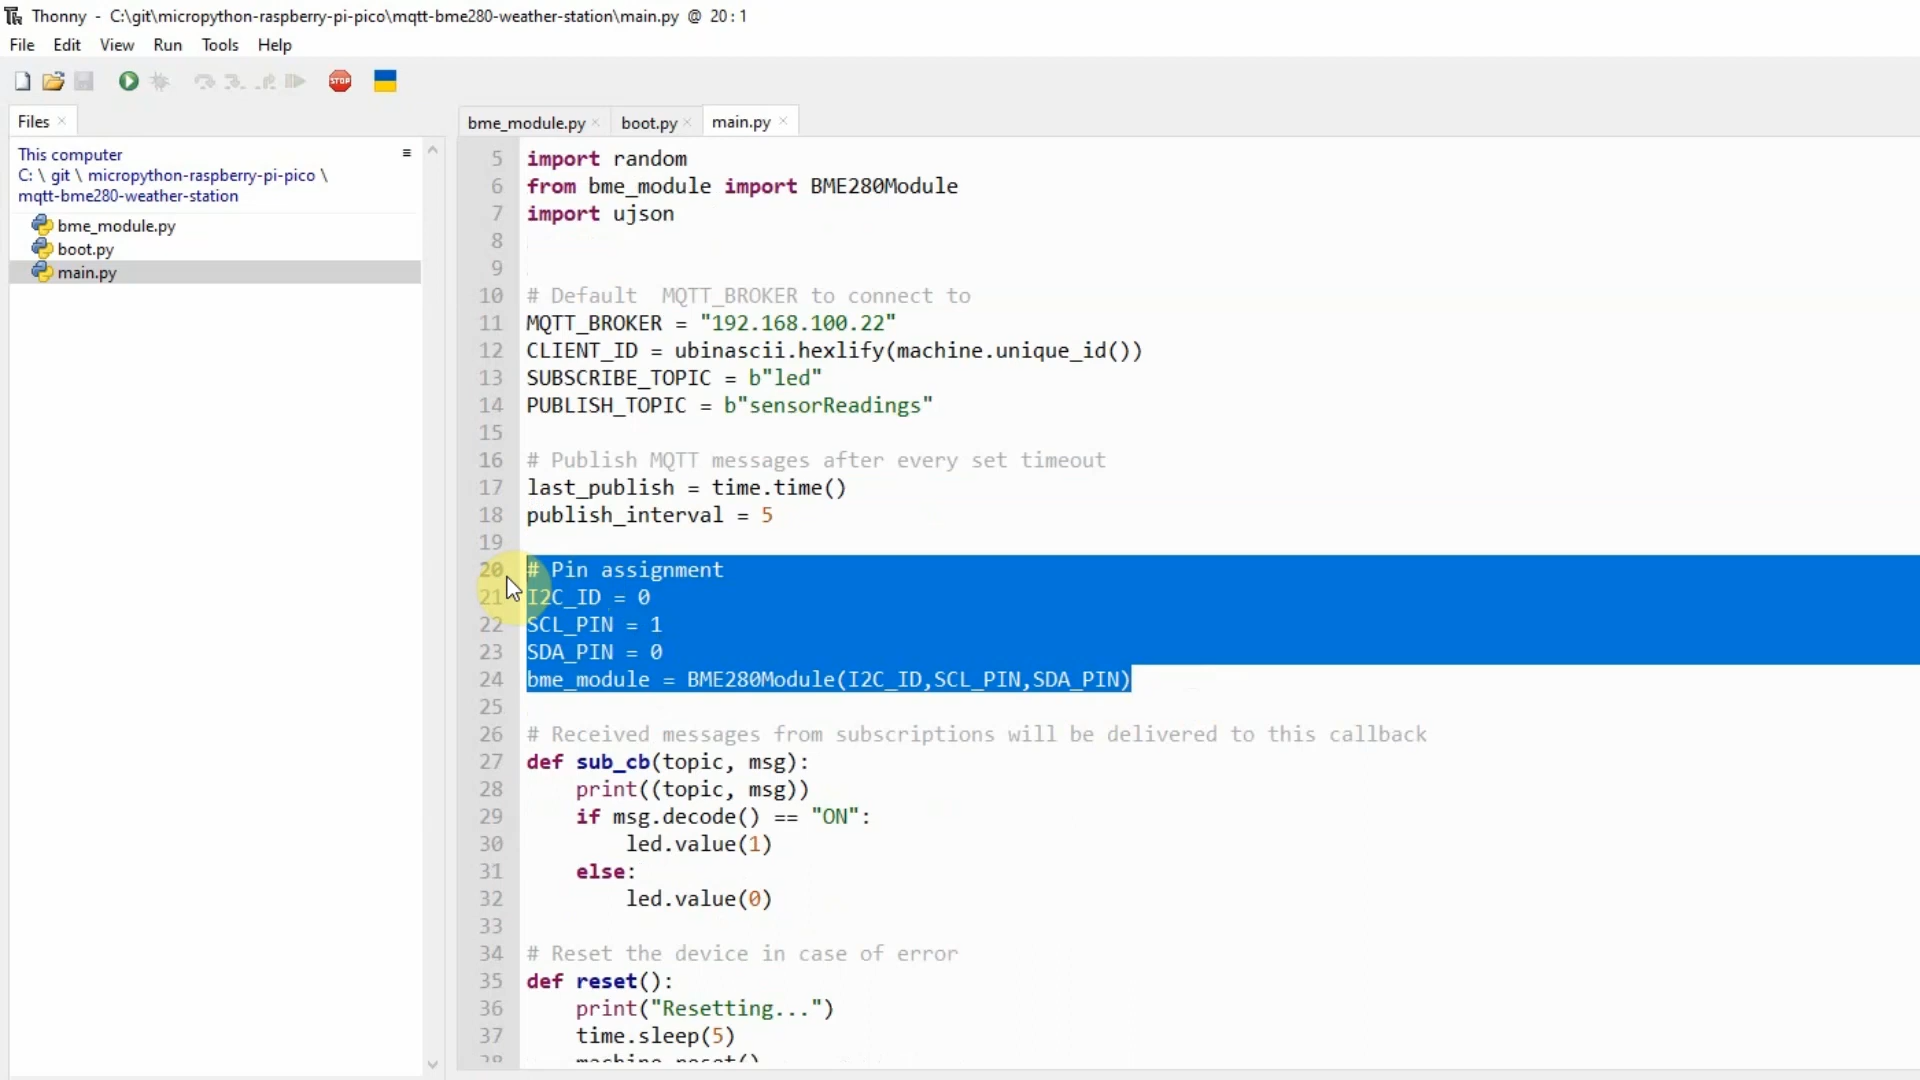 Thonny - C:\git\micropython-raspberry-pi-pico\mqtt-bme280-weather-station\main.py @ 20 : 1
File Edit View Run Tools Help
STOP
Files
This computer
C: \ git \ micropython-raspberry-pi-pico \
mqtt-bme280-weather-station
bme_module.py
boot.py
main.py
bme_module.py boot.py main.py
5 import random
6 from bme_module import BME280Module
7 import ujson
8
9
10 # Default  MQTT_BROKER to connect to
11 MQTT_BROKER = "192.168.100.22"
12 CLIENT_ID = ubinascii.hexlify(machine.unique_id())
13 SUBSCRIBE_TOPIC = b"led"
14 PUBLISH_TOPIC = b"sensorReadings"
15
16 # Publish MQTT messages after every set timeout
17 last_publish = time.time()
18 publish_interval = 5
19
20 # Pin assignment
21 I2C_ID = 0
22 SCL_PIN = 1
23 SDA_PIN = 0
24 bme_module = BME280Module(I2C_ID,SCL_PIN,SDA_PIN)
25
26 # Received messages from subscriptions will be delivered to this callback
27 def sub_cb(topic, msg):
28     print((topic, msg))
29     if msg.decode() == "ON":
30         led.value(1)
31     else:
32         led.value(0)
33
34 # Reset the device in case of error
35 def reset():
36     print("Resetting...")
37     time.sleep(5)
38     machine.reset()